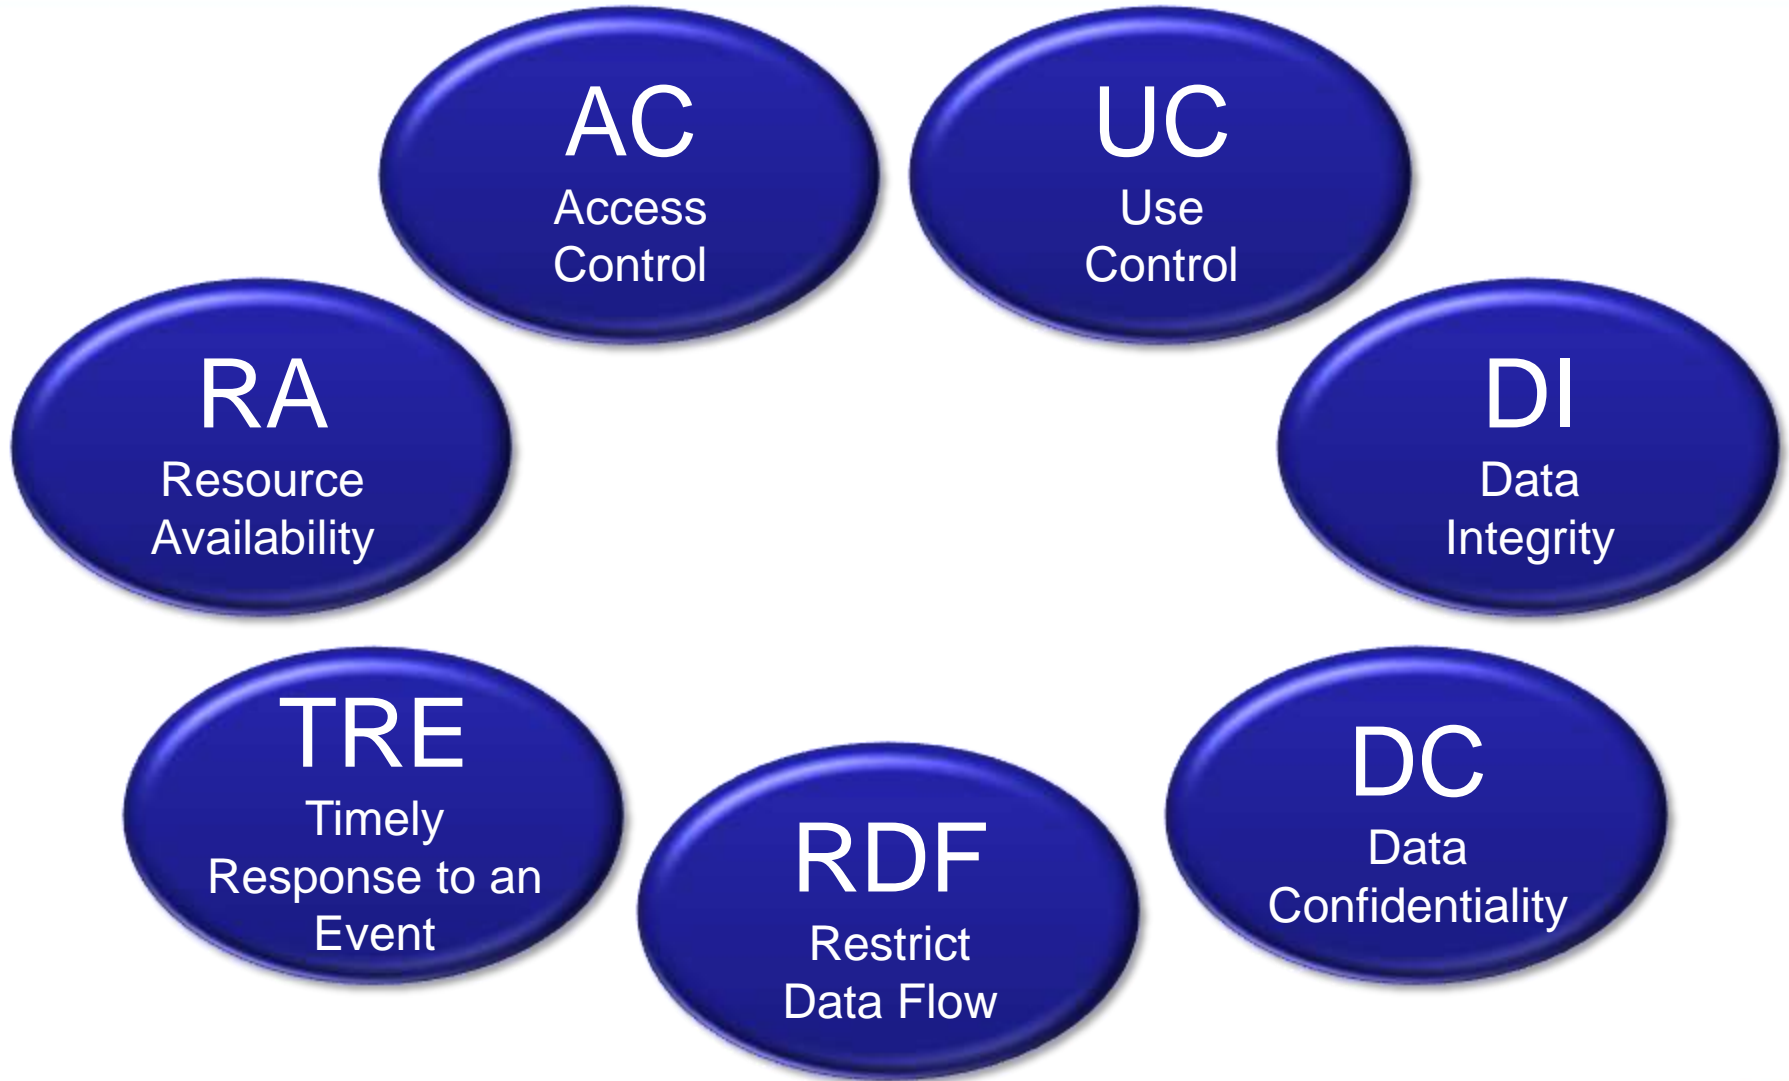 AC
Access
Control
UC
Use
Control
RA
Resource
Availability
DI
Data
Integrity
TRE
Timely
Response to an
Event
RDF
Restrict
Data Flow
DC
Data
Confidentiality